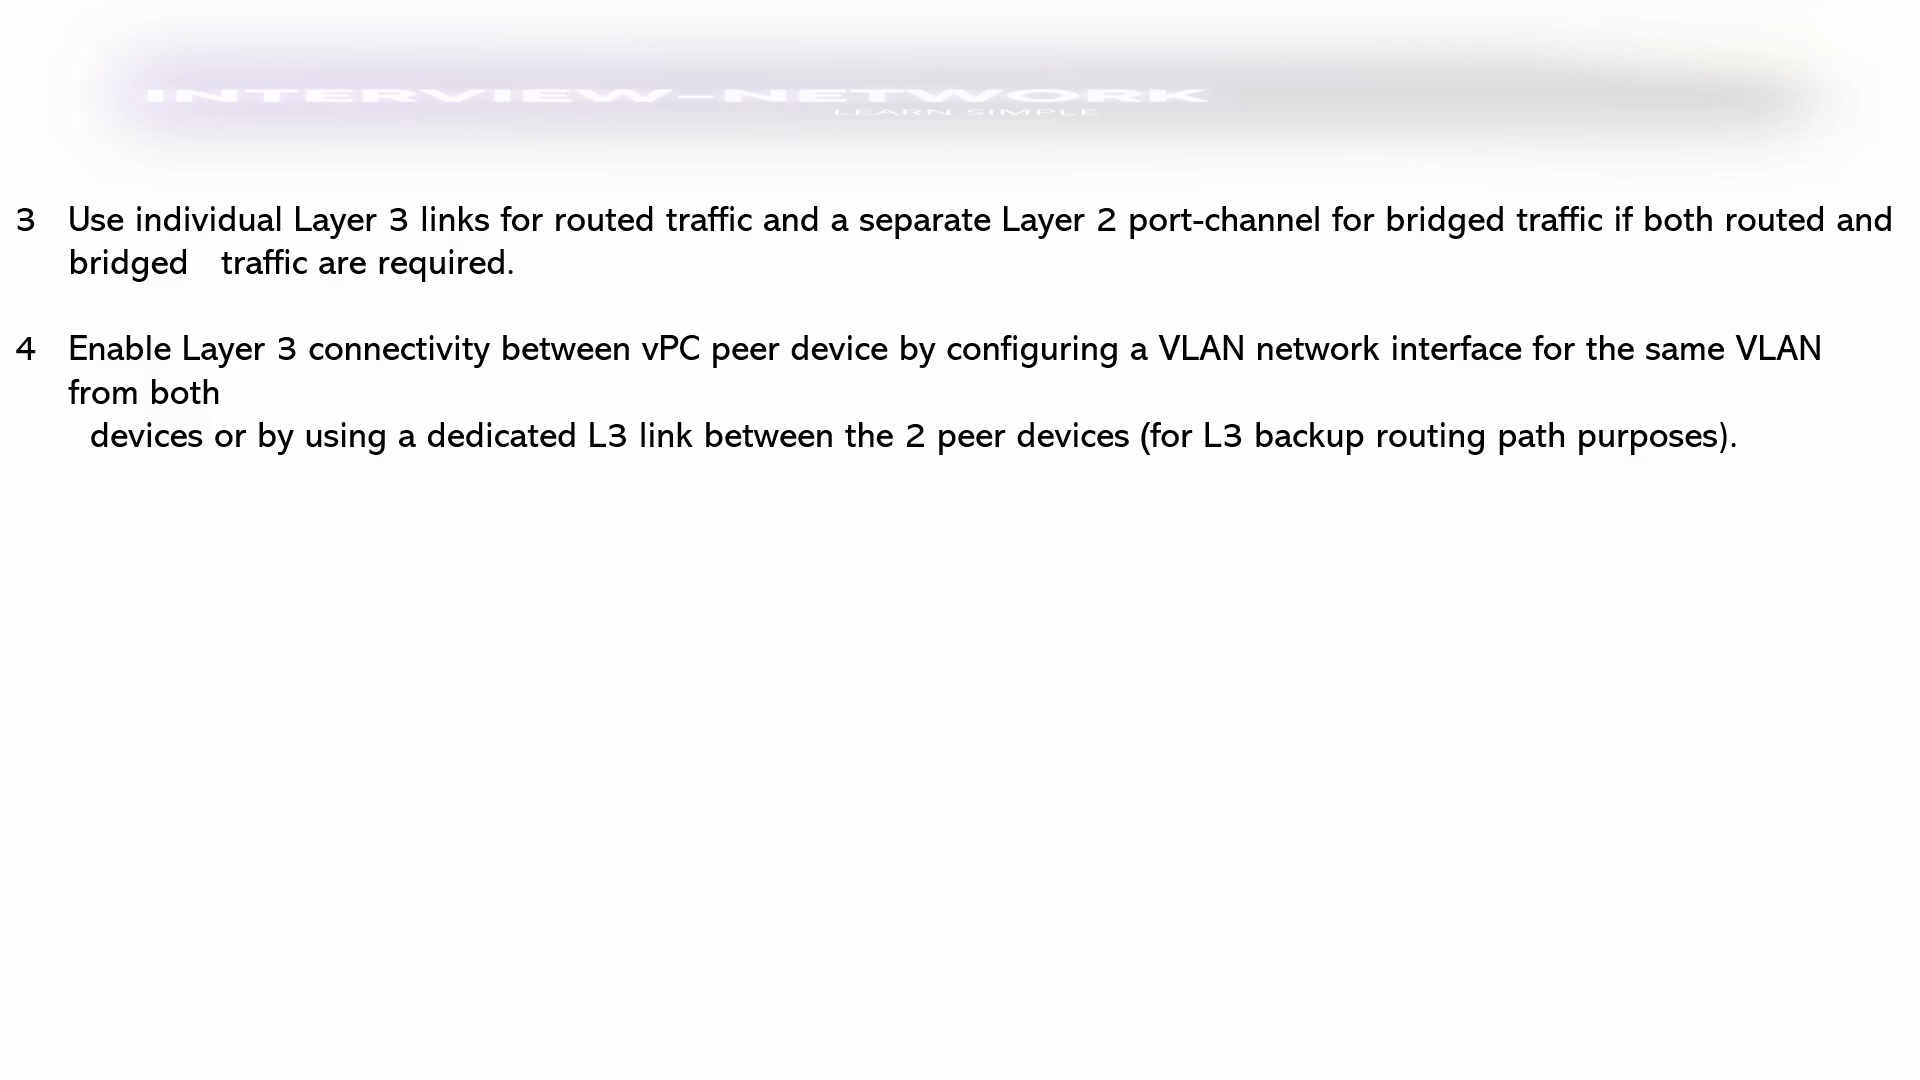 INTERVIEW-NETWORK
LEARN SIMPLE
3 Use individual Layer 3 links for routed traffic and a separate Layer 2 port-channel for bridged traffic if both routed and
bridged traffic are required.
4 Enable Layer 3 connectivity between vPC peer device by configuring a VLAN network interface for the same VLAN
from both
devices or by using a dedicated L3 link between the 2 peer devices (for L3 backup routing path purposes).